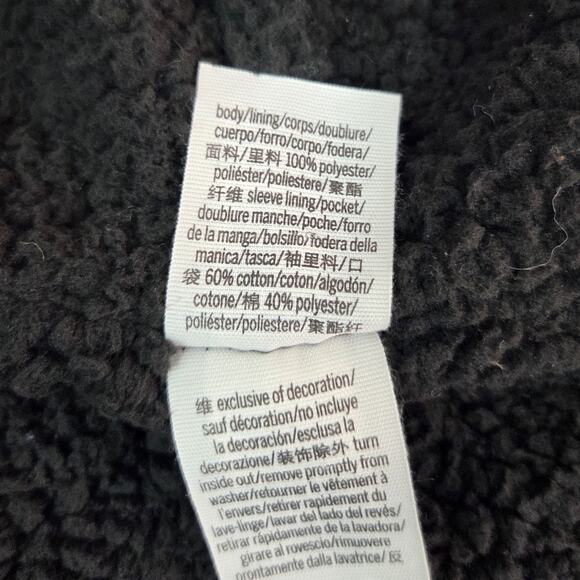 body/lining/corps/doublure/
cuerpo/forro/corpo/fodera/
面料/里料 100% polyester/
poliéster/poliestere/聚酯
纤维 sleeve lining/pocket/
doublure manche/poche/forro
de la manga/bolsillo/fodera della
manica/tasca/袖里料/口
袋 60% cotton/coton/algodón/
cotone/棉 40% polyester/
poliéster/poliestere/聚酯纤
维 exclusive of decoration/
sauf décoration/no incluye
la decoración/esclusa la
decorazione/装饰除外 turn
inside out/remove promptly from
washer/retourner le vêtement à
l'envers/retirer rapidement du
lave-linge/lavar del lado del revés/
retirar rápidamente de la lavadora/
girare al rovescio/rimuovere
prontamente dalla lavatrice/反